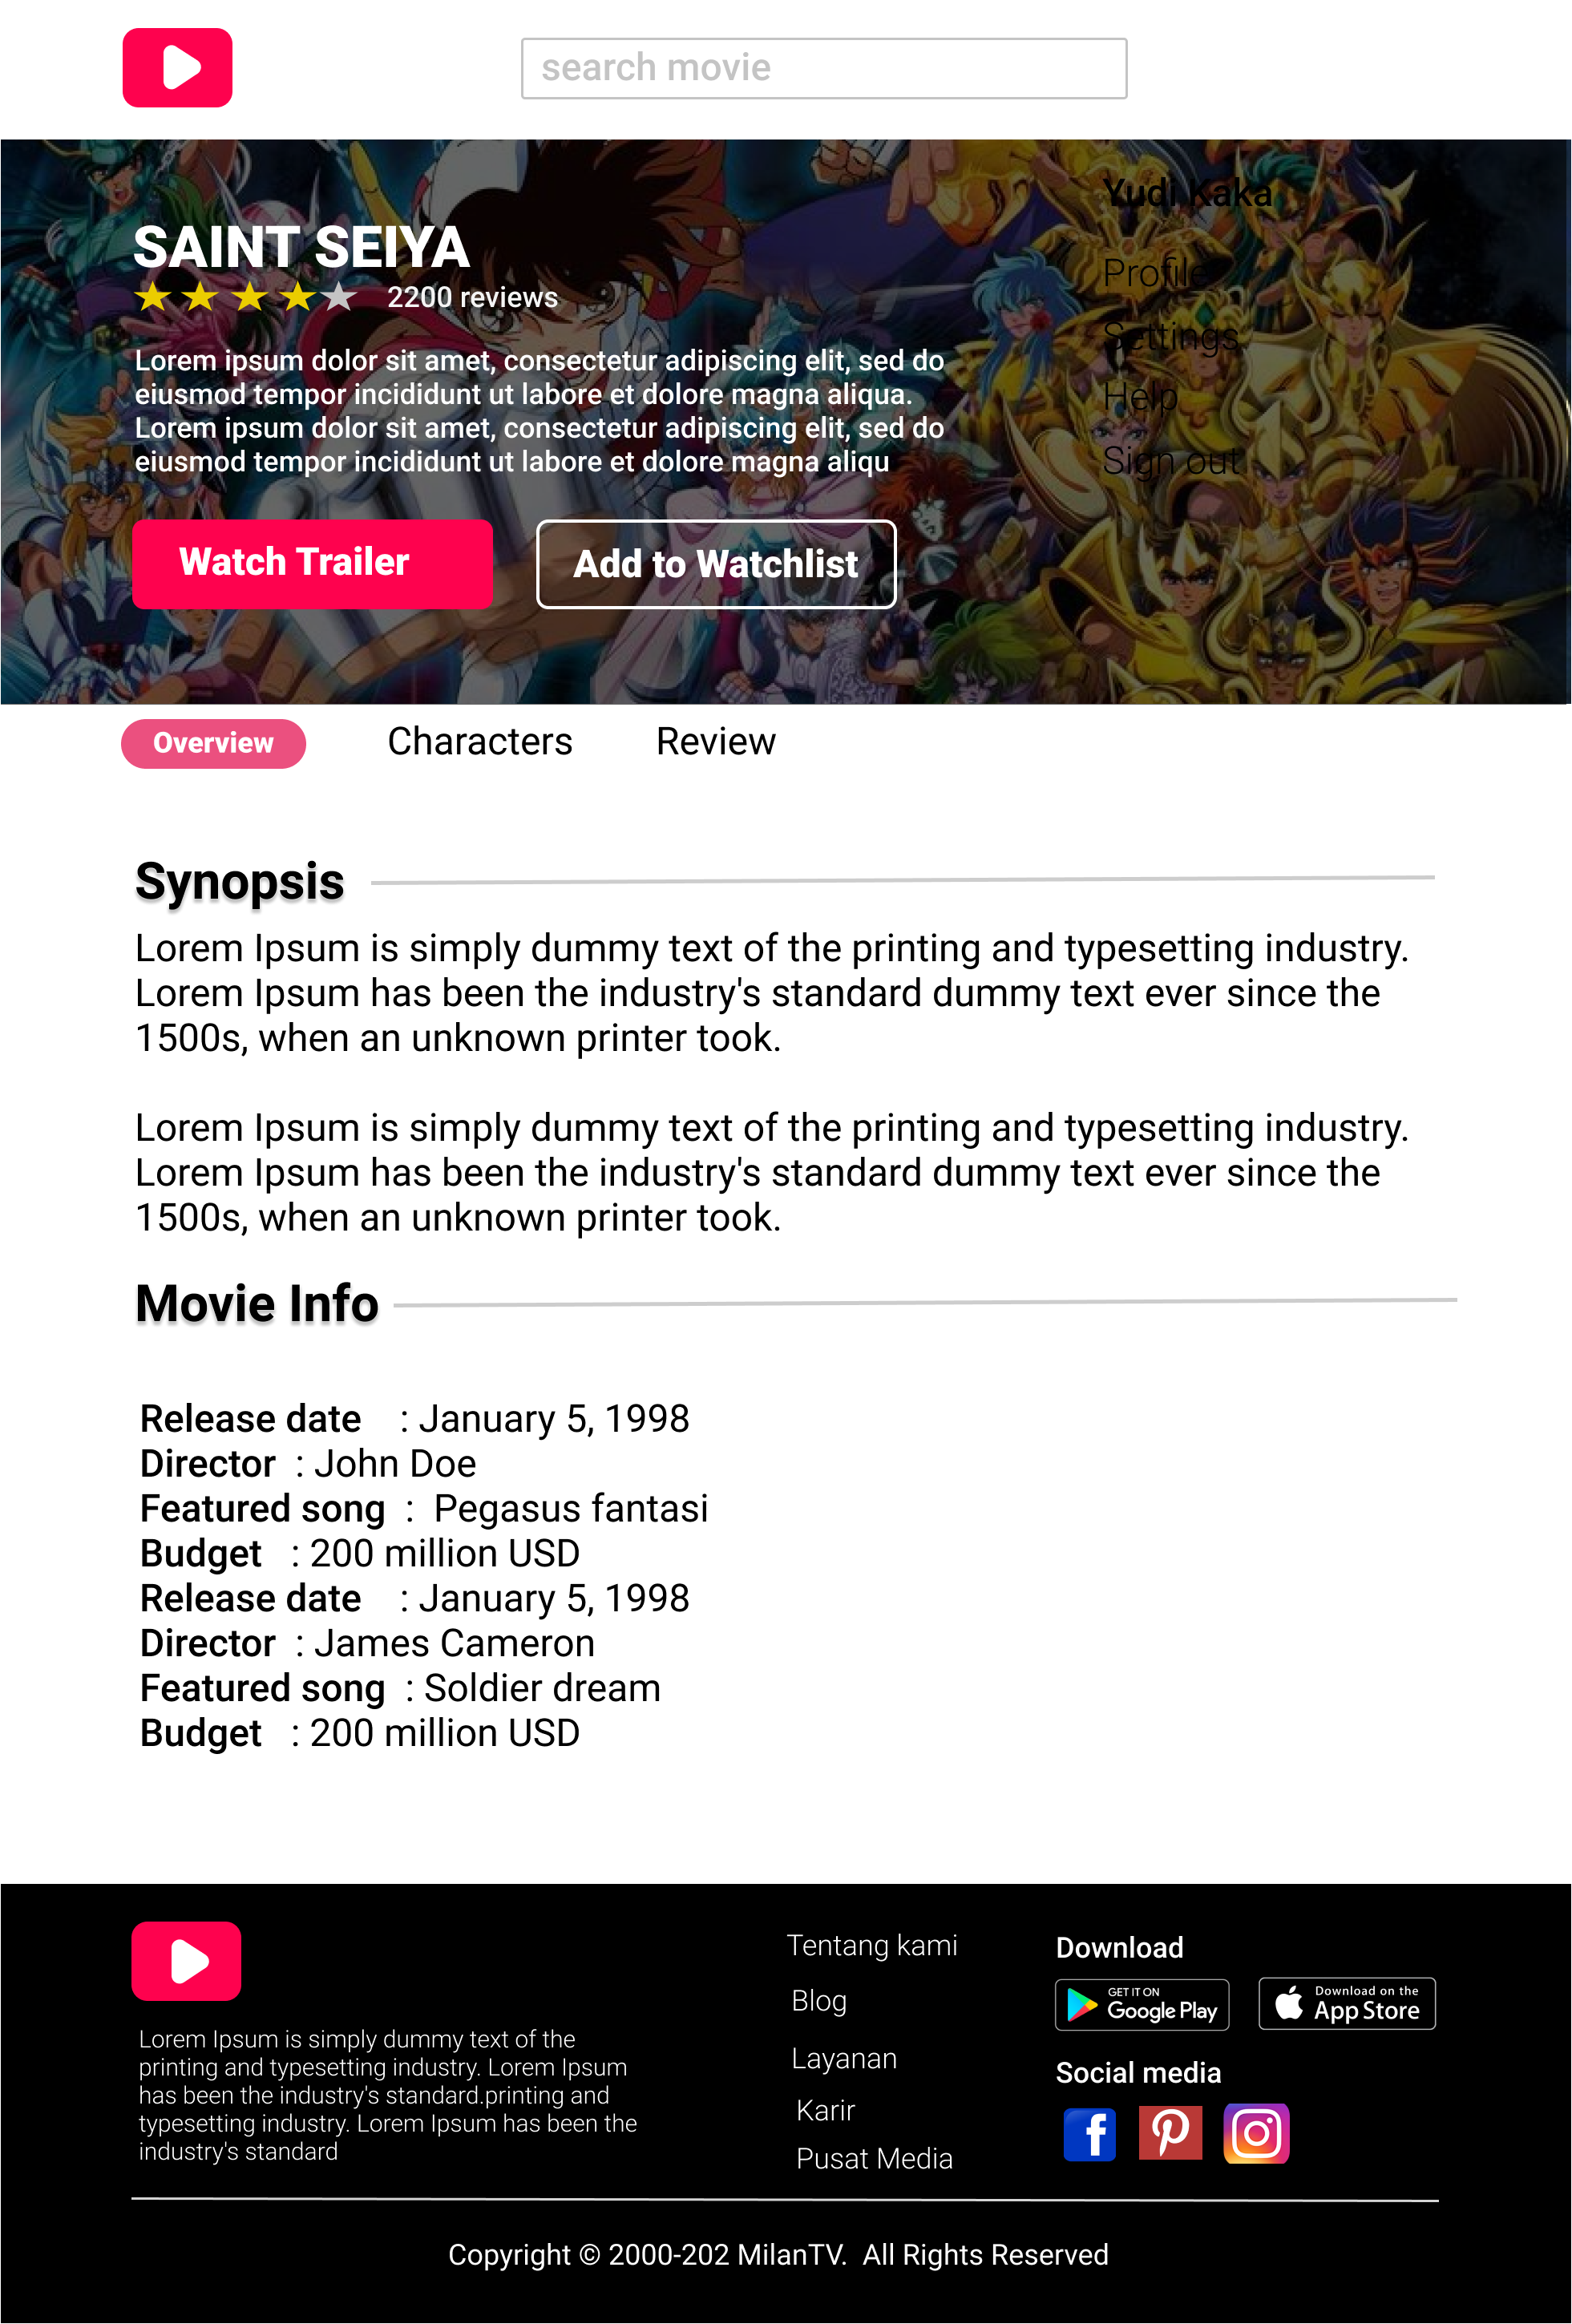 search movie
Yudi Kaka
Profile
Settings
Help
Sign out
SAINT SEIYA
2200 reviews
Lorem ipsum dolor sit amet, consectetur adipiscing elit, sed do
eiusmod tempor incididunt ut labore et dolore magna aliqua.
Lorem ipsum dolor sit amet, consectetur adipiscing elit, sed do
eiusmod tempor incididunt ut labore et dolore magna aliqu
Watch Trailer
Add to Watchlist
Overview
Characters
Review
Synopsis
Lorem Ipsum is simply dummy text of the printing and typesetting industry.
Lorem Ipsum has been the industry's standard dummy text ever since the
1500s, when an unknown printer took.
Lorem Ipsum is simply dummy text of the printing and typesetting industry.
Lorem Ipsum has been the industry's standard dummy text ever since the
1500s, when an unknown printer took.
Movie Info
Release date : January 5, 1998
Director : John Doe
Featured song : Pegasus fantasi
Budget : 200 million USD
Release date : January 5, 1998
Director : James Cameron
Featured song : Soldier dream
Budget : 200 million USD
Lorem Ipsum is simply dummy text of the
printing and typesetting industry. Lorem Ipsum
has been the industry's standard.printing and
typesetting industry. Lorem Ipsum has been the
industry's standard
Tentang kami
Blog
Layanan
Karir
Pusat Media
Download
GET IT ON
Google Play
Download on the
App Store
Social media
Copyright © 2000-202 MilanTV. All Rights Reserved